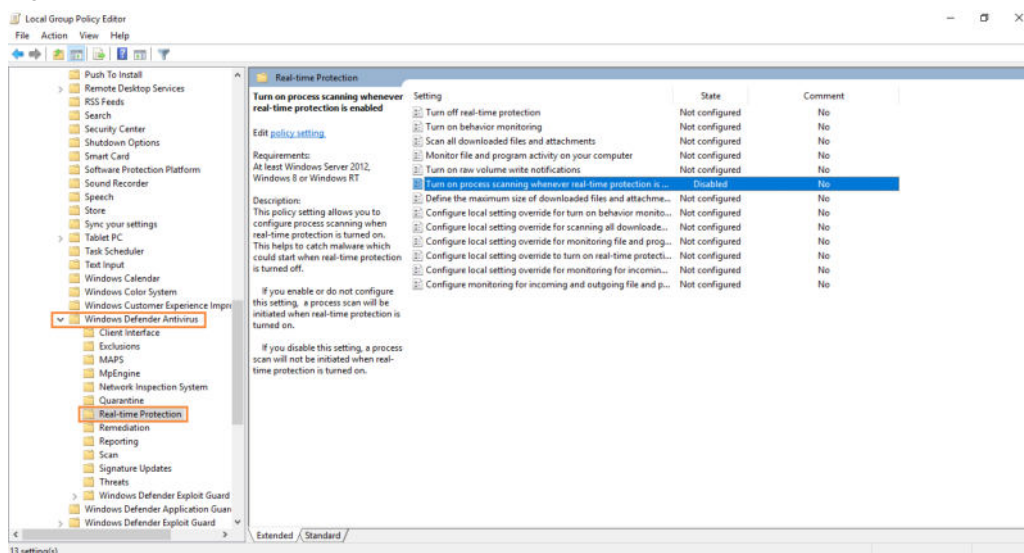 Local Group Policy Editor
File Action View Help
Push To Install
Remote Desktop Services
RSS Feeds
Search
Security Center
Shutdown Options
Smart Card
Software Protection Platform
Sound Recorder
Speech
Store
Sync your settings
Tablet PC
Task Scheduler
Text Input
Windows Calendar
Windows Color System
Windows Customer Experience Impro
Windows Defender Antivirus
Client Interface
Exclusions
MAPS
MpEngine
Network Inspection System
Quarantine
Real-time Protection
Remediation
Reporting
Scan
Signature Updates
Threats
Windows Defender Exploit Guard
Windows Defender Application Guar
Windows Defender Exploit Guard
Real-time Protection
Turn on process scanning whenever
real-time protection is enabled
Edit policy setting
Requirements:
At least Windows Server 2012,
Windows 8 or Windows RT
Description:
This policy setting allows you to
configure process scanning when
real-time protection is turned on.
This helps to catch malware which
could start when real-time protection
is turned off.
If you enable or do not configure
this setting, a process scan will be
initiated when real-time protection is
turned on.
If you disable this setting, a process
scan will not be initiated when real-
time protection is turned on.
Setting State Comment
Turn off real-time protection Not configured No
Turn on behavior monitoring Not configured No
Scan all downloaded files and attachments Not configured No
Monitor file and program activity on your computer Not configured No
Turn on raw volume write notifications Not configured No
Turn on process scanning whenever real-time protection is ... Disabled No
Define the maximum size of downloaded files and attachme... Not configured No
Configure local setting override for turn on behavior monito... Not configured No
Configure local setting override for scanning all downloade... Not configured No
Configure local setting override for monitoring file and prog... Not configured No
Configure local setting override to turn on real-time protecti... Not configured No
Configure local setting override for monitoring for incomin... Not configured No
Configure monitoring for incoming and outgoing file and p... Not configured No
Extended Standard
13 setting(s)